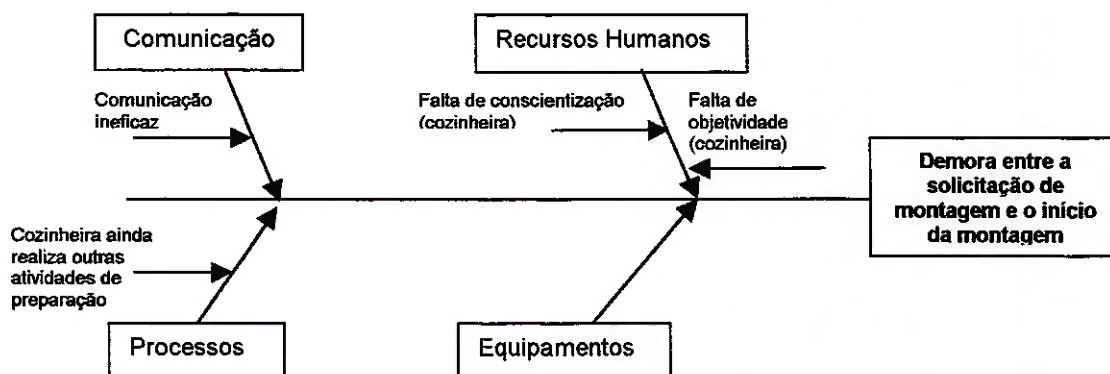 Comunicação
Recursos Humanos
Comunicação
ineficaz
Falta de conscientização
(cozinheira)
Falta de
objetividade
(cozinheira)
Demora entre a
solicitação de
montagem e o início
da montagem
Cozinheira ainda
realiza outras
atividades de
preparação
Processos
Equipamentos